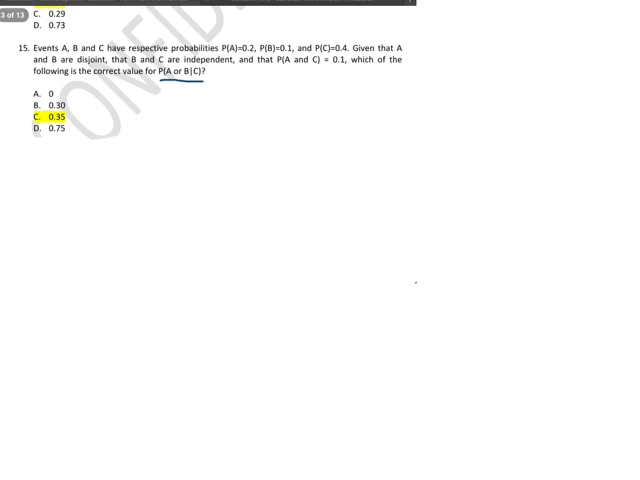 3 of 13
C. 0.29
D. 0.73
15. Events A, B and C have respective probabilities P(A)=0.2, P(B)=0.1, and P(C)=0.4. Given that A
and B are disjoint, that B and C are independent, and that P(A and C) = 0.1, which of the
following is the correct value for P(A or B|C)?
A. 0
B. 0.30
C. 0.35
D. 0.75